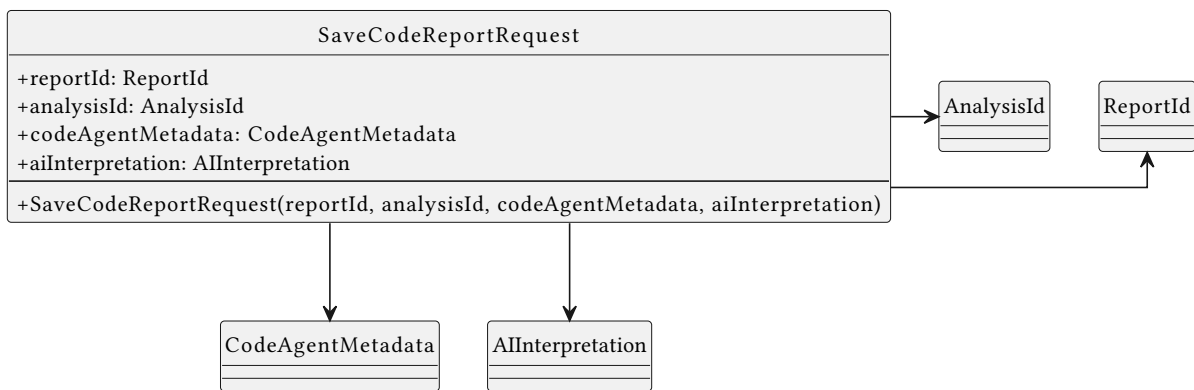 SaveCodeReportRequest
+reportId: ReportId
+analysisId: AnalysisId
+codeAgentMetadata: CodeAgentMetadata
+aiInterpretation: AIInterpretation
+SaveCodeReportRequest(reportId, analysisId, codeAgentMetadata, aiInterpretation)
AnalysisId
ReportId
CodeAgentMetadata
AIInterpretation